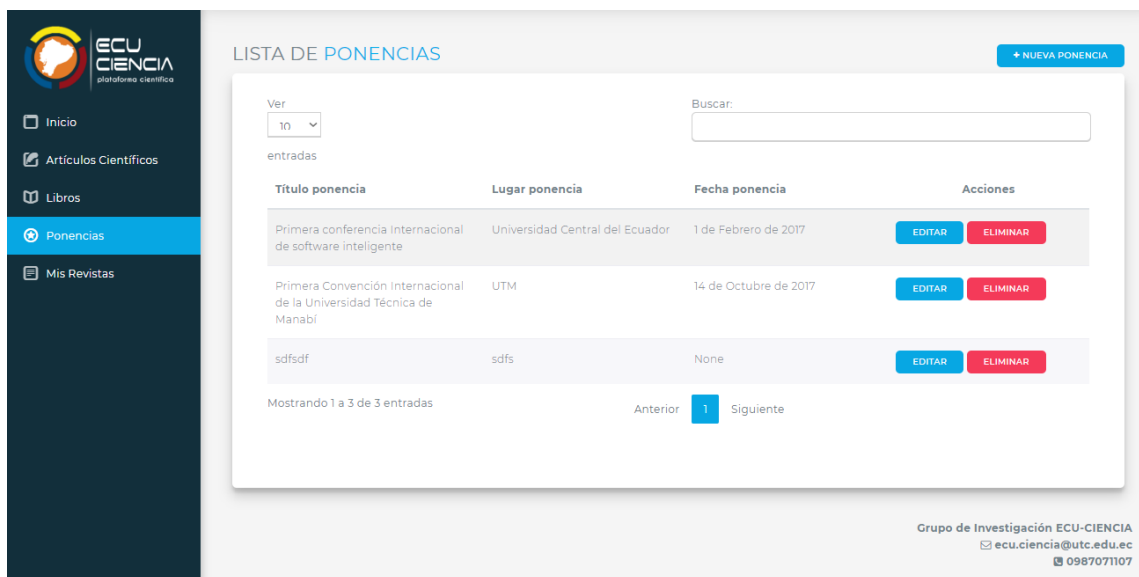 ECU
CIENCIA
plataforma científica
Inicio
Artículos Científicos
Libros
Ponencias
Mis Revistas
LISTA DE PONENCIAS
+ NUEVA PONENCIA
Ver
10
entradas
Buscar:
Título ponencia Lugar ponencia Fecha ponencia Acciones
Primera conferencia Internacional Universidad Central del Ecuador 1 de Febrero de 2017 EDITAR ELIMINAR
de software inteligente
Primera Convención Internacional UTM 14 de Octubre de 2017 EDITAR ELIMINAR
de la Universidad Técnica de
Manabí
sdfsdf sdfs None EDITAR ELIMINAR
Mostrando 1 a 3 de 3 entradas
Anterior 1 Siguiente
Grupo de Investigación ECU-CIENCIA
ecu.ciencia@utc.edu.ec
0987071107